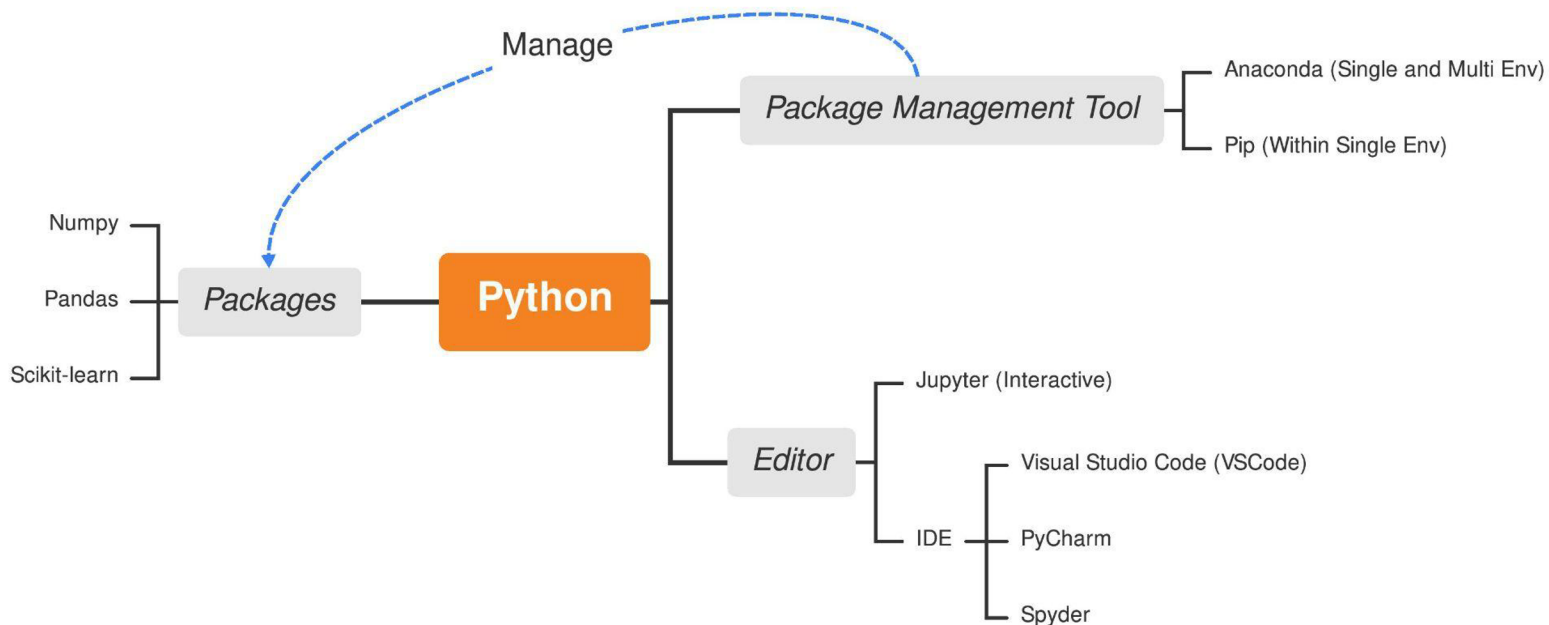 Manage
Package Management Tool
Anaconda (Single and Multi Env)
Pip (Within Single Env)
Numpy
Pandas
Scikit-learn
Packages
Python
Editor
Jupyter (Interactive)
IDE
Visual Studio Code (VSCode)
PyCharm
Spyder